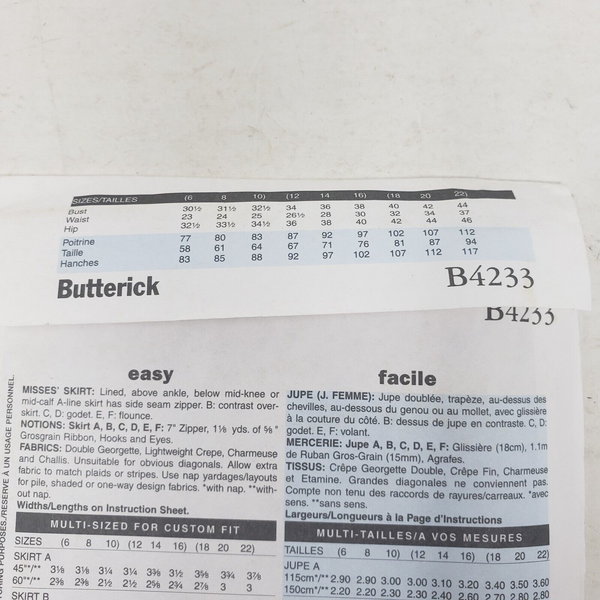 SIZES/TAILLES (6 8 10) (12 14 16) (18 20 22)
Bust 30½ 31½ 32½ 34 36 38 40 42 44
Waist 23 24 25 26½ 28 30 32 34 37
Hip 32½ 33½ 34½ 36 38 40 42 44 46
Poitrine 77 80 83 87 92 97 102 107 112
Taille 58 61 64 67 71 76 81 87 94
Hanches 83 85 88 92 97 102 107 112 117
Butterick B4233
B4233
easy
MISSES' SKIRT: Lined, above ankle, below mid-knee or
mid-calf A-line skirt has side seam zipper. B: contrast over-
skirt. C, D: godet. E, F: flounce.
NOTIONS: Skirt A, B, C, D, E, F: 7" Zipper, 1⅛ yds. of ⅝"
Grosgrain Ribbon, Hooks and Eyes.
FABRICS: Double Georgette, Lightweight Crepe, Charmeuse
and Challis. Unsuitable for obvious diagonals. Allow extra
fabric to match plaids or stripes. Use nap yardages/layouts
for pile, shaded or one-way design fabrics. *with nap. **with-
out nap.
Widths/Lengths on Instruction Sheet.
MULTI-SIZED FOR CUSTOM FIT
SIZES (6 8 10) (12 14 16) (18 20 22)
SKIRT A
45"*/** 3⅛ 3⅛ 3¼ 3¼ 3⅜ 3½ 3⅝ 3¾ 3⅞
60"*/** 2⅜ 2⅜ 2½ 2½ 2⅝ 2¾ 2⅞ 3 3
SKIRT B
facile
JUPE (J. FEMME): Jupe doublée, trapèze, au-dessus des
chevilles, au-dessous du genou ou au mollet, avec glissière
à la couture du côté. B: dessus de jupe en contraste. C, D:
godet. E, F: volant.
MERCERIE: Jupe A, B, C, D, E, F: Glissière (18cm), 1.1m
de Ruban Gros-Grain (15mm), Agrafes.
TISSUS: Crêpe Georgette Double, Crêpe Fin, Charmeuse
et Etamine. Grandes diagonales ne conviennent pas.
Compte non tenu des raccords de rayures/carreaux. *avec
sens. **sans sens.
Largeurs/Longueurs à la Page d'Instructions
MULTI-TAILLES/A VOS MESURES
TAILLES (6 8 10) (12 14 16) (18 20 22)
JUPE A
115cm*/** 2.90 2.90 3.00 3.00 3.10 3.20 3.40 3.50 3.60
150cm*/** 2.20 2.20 2.30 2.30 2.40 2.60 2.70 2.80 2.80
PURPOSES./RESERVE A UN USAGE PERSONNEL.